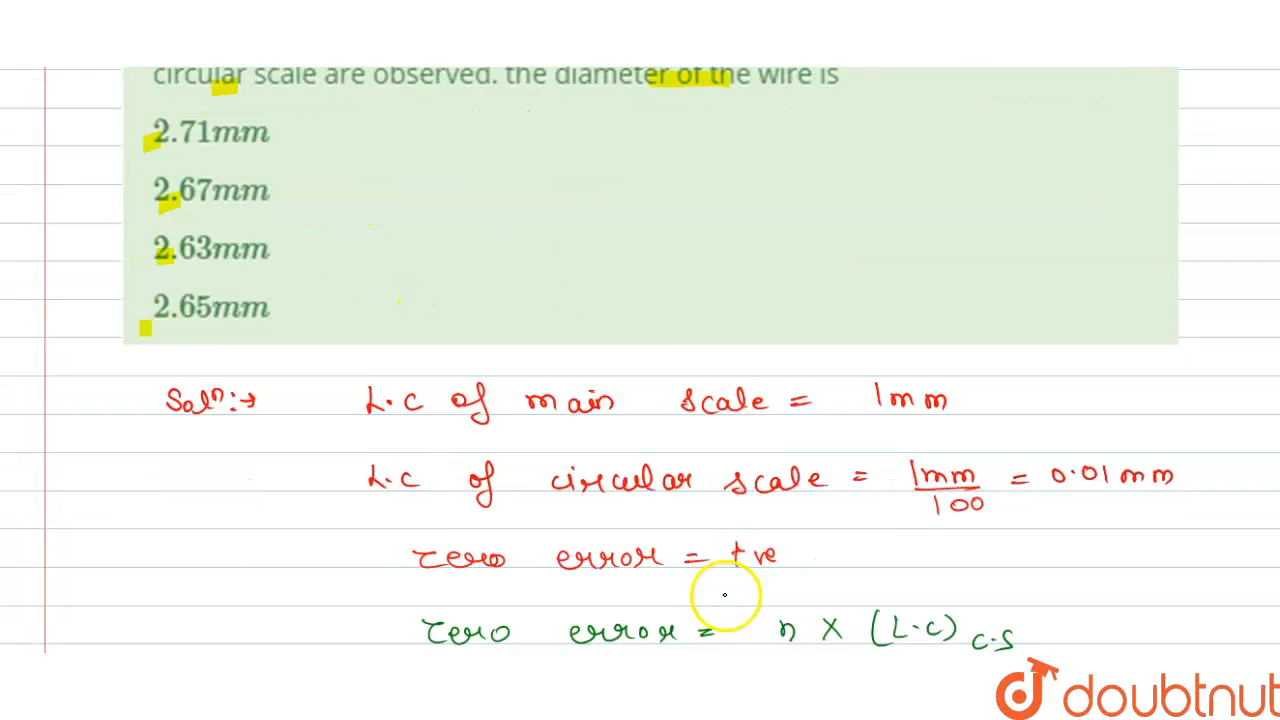 circular scale are observed. the diameter of the wire is
2.71mm
2.67mm
2.63mm
2.65mm
Solⁿ:→ L.C of main scale = 1mm
L.C of circular scale = 1mm/100 = 0.01mm
zero error = +ve
zero error = n × (L.C) C.S
doubtnut